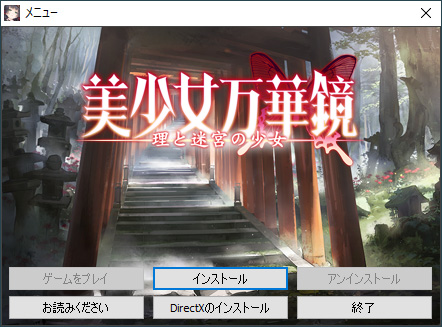 メニュー
美少女万華鏡
理と迷宮の少女
ゲームをプレイ
インストール
アンインストール
お読みください
DirectXのインストール
終了